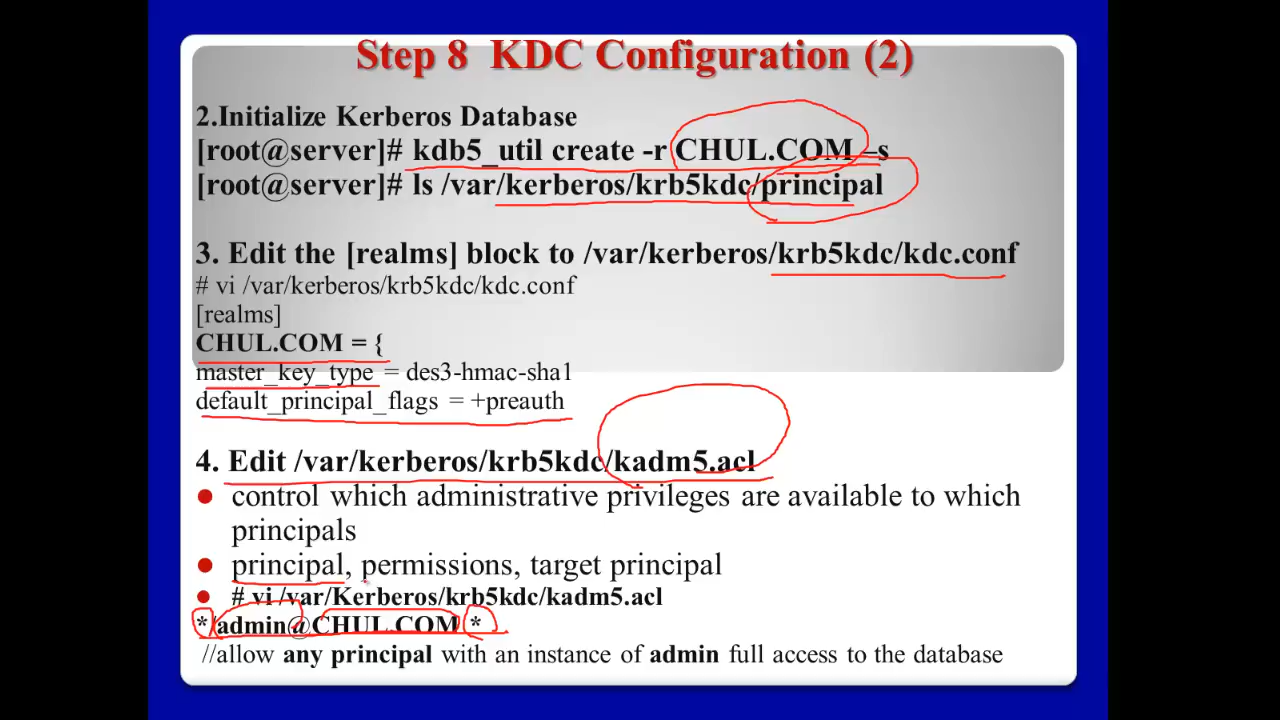 Step 8 KDC Configuration (2)
2.Initialize Kerberos Database
[root@server]# kdb5_util create -r CHUL.COM –s
[root@server]# ls /var/kerberos/krb5kdc/principal
3. Edit the [realms] block to /var/kerberos/krb5kdc/kdc.conf
# vi /var/kerberos/krb5kdc/kdc.conf
[realms]
CHUL.COM = {
master_key_type = des3-hmac-sha1
default_principal_flags = +preauth
4. Edit /var/kerberos/krb5kdc/kadm5.acl
● control which administrative privileges are available to which
principals
● principal, permissions, target principal
● # vi /var/Kerberos/krb5kdc/kadm5.acl
*/admin@CHUL.COM *
//allow any principal with an instance of admin full access to the database